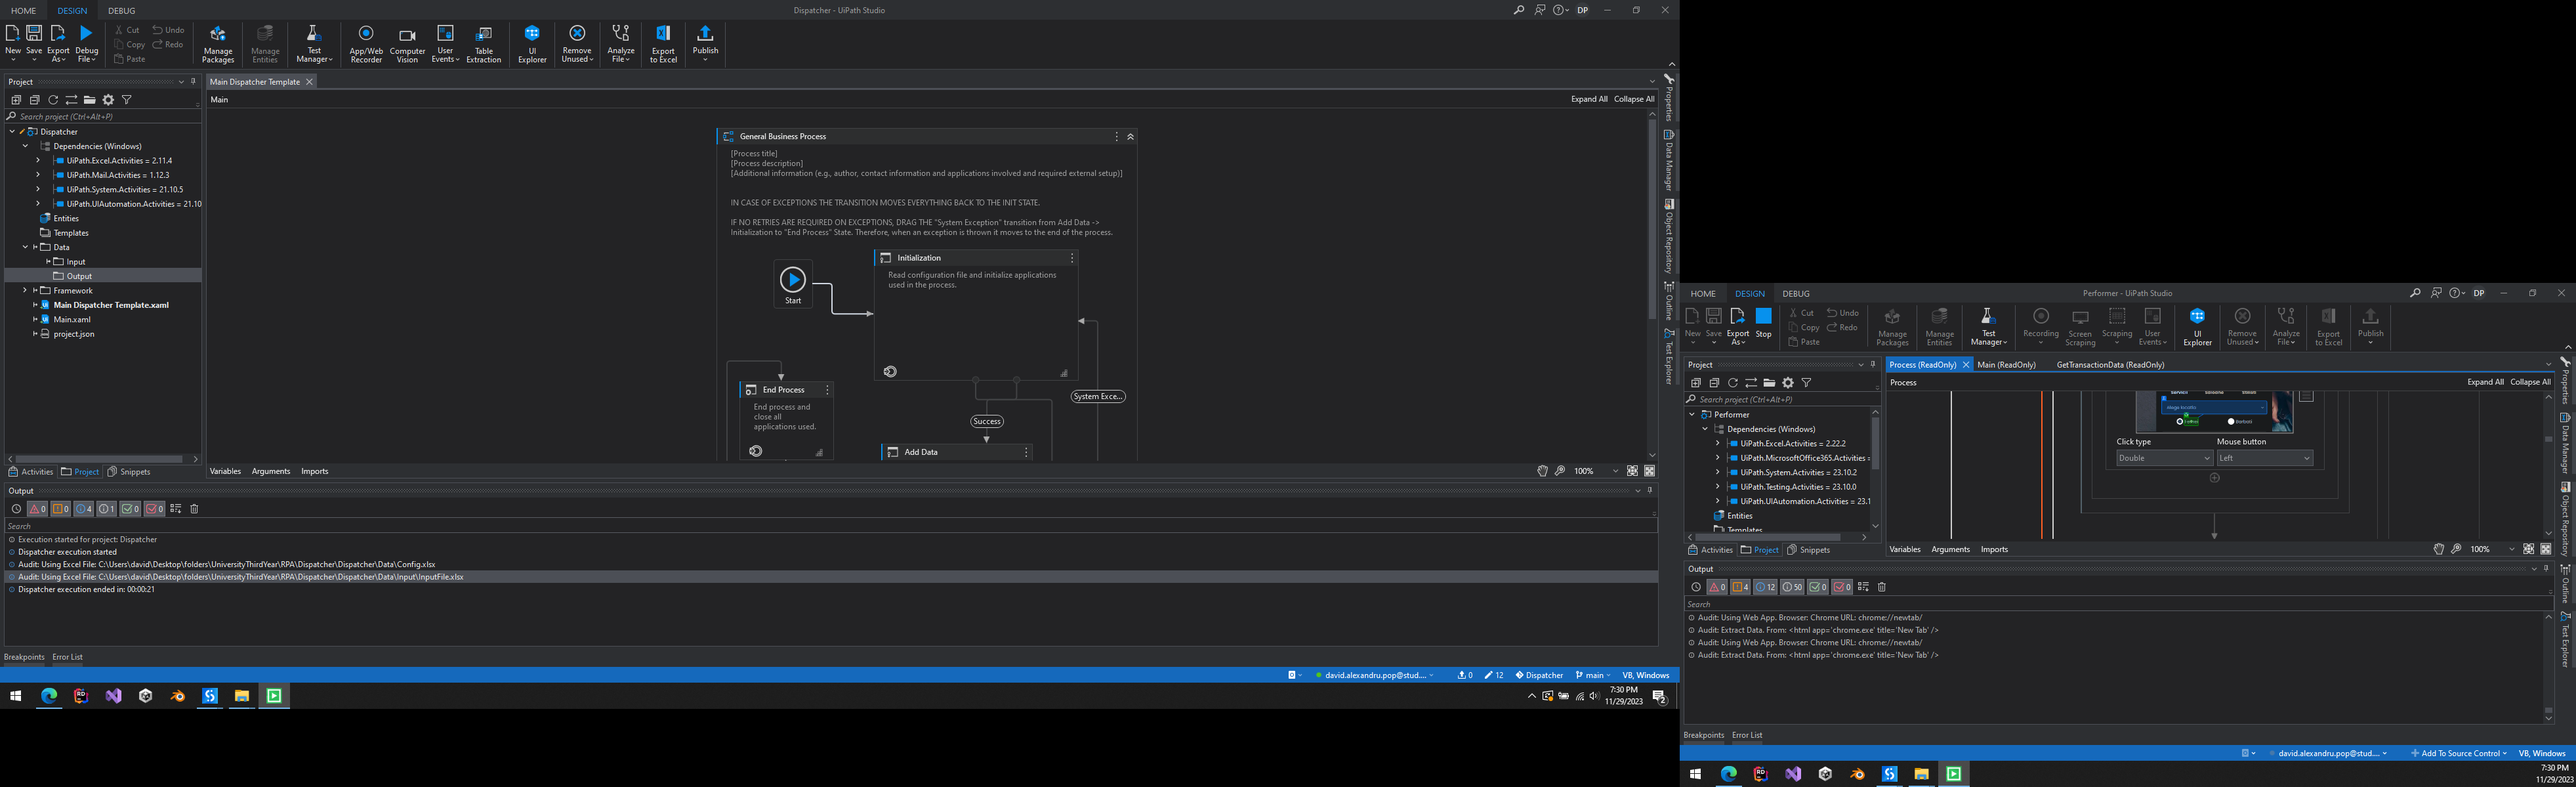 HOME DESIGN DEBUG
Dispatcher - UiPath Studio
DP
New Save Export As Debug File
Cut Copy Paste Undo Redo
Manage Packages
Manage Entities
Test Manager
App/Web Recorder
Computer Vision
User Events
Table Extraction
UI Explorer
Remove Unused
Analyze File
Export to Excel
Publish
Project
Search project (Ctrl+Alt+P)
Dispatcher
Dependencies (Windows)
UiPath.Excel.Activities = 2.11.4
UiPath.Mail.Activities = 1.12.3
UiPath.System.Activities = 21.10.5
UiPath.UIAutomation.Activities = 21.10
Entities
Templates
Data
Input
Output
Framework
Main Dispatcher Template.xaml
Main.xaml
project.json
Activities Project Snippets
Main Dispatcher Template
Main
Expand All Collapse All
General Business Process
[Process title]
[Process description]
[Additional information (e.g., author, contact information and applications involved and required external setup)]
IN CASE OF EXCEPTIONS THE TRANSITION MOVES EVERYTHING BACK TO THE INIT STATE.
IF NO RETRIES ARE REQUIRED ON EXCEPTIONS, DRAG THE "System Exception" transition from Add Data ->
Initialization to "End Process" State. Therefore, when an exception is thrown it moves to the end of the process.
Start
Initialization
Read configuration file and initialize applications
used in the process.
End Process
End process and
close all
applications used.
System Exce...
Success
Add Data
Variables Arguments Imports
100%
Properties
Data Manager
Object Repository
Outline
Test Explorer
Output
0 0 4 1 0 0
Search
Execution started for project: Dispatcher
Dispatcher execution started
Audit: Using Excel File: C:\Users\david\Desktop\folders\UniversityThirdYear\RPA\Dispatcher\Dispatcher\Data\Config.xlsx
Audit: Using Excel File: C:\Users\david\Desktop\folders\UniversityThirdYear\RPA\Dispatcher\Dispatcher\Data\Input\InputFile.xlsx
Dispatcher execution ended in: 00:00:21
Breakpoints Error List
david.alexandru.pop@stud.... 0 12 Dispatcher main VB, Windows
7:30 PM
11/29/2023
2
HOME DESIGN DEBUG
Performer - UiPath Studio
DP
New Save Export As Stop
Cut Copy Paste Undo Redo
Manage Packages
Manage Entities
Test Manager
Recording
Screen Scraping
Scraping
User Events
UI Explorer
Remove Unused
Analyze File
Export to Excel
Publish
Project
Search project (Ctrl+Alt+P)
Performer
Dependencies (Windows)
UiPath.Excel.Activities = 2.22.2
UiPath.MicrosoftOffice365.Activities =
UiPath.System.Activities = 23.10.2
UiPath.Testing.Activities = 23.10.0
UiPath.UIAutomation.Activities = 23.1
Entities
Templates
Activities Project Snippets
Process (ReadOnly) Main (ReadOnly) GetTransactionData (ReadOnly)
Process
Expand All Collapse All
Click type Mouse button
Double Left
Variables Arguments Imports
100%
Properties
Data Manager
Object Repository
Outline
Test Explorer
Output
0 4 12 50 0 0
Search
Audit: Using Web App. Browser: Chrome URL: chrome://newtab/
Audit: Extract Data. From: <html app='chrome.exe' title='New Tab' />
Audit: Using Web App. Browser: Chrome URL: chrome://newtab/
Audit: Extract Data. From: <html app='chrome.exe' title='New Tab' />
Breakpoints Error List
david.alexandru.pop@stud.... Add To Source Control VB, Windows
7:30 PM
11/29/2023